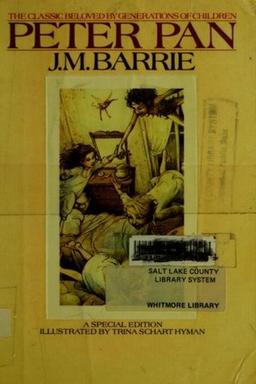 THE CLASSIC BELOVED BY GENERATIONS OF CHILDREN
PETER PAN
J.M. BARRIE
SALT LAKE COUNTY
LIBRARY SYSTEM
WHITMORE LIBRARY
A SPECIAL EDITION
ILLUSTRATED BY TRINA SCHART HYMAN